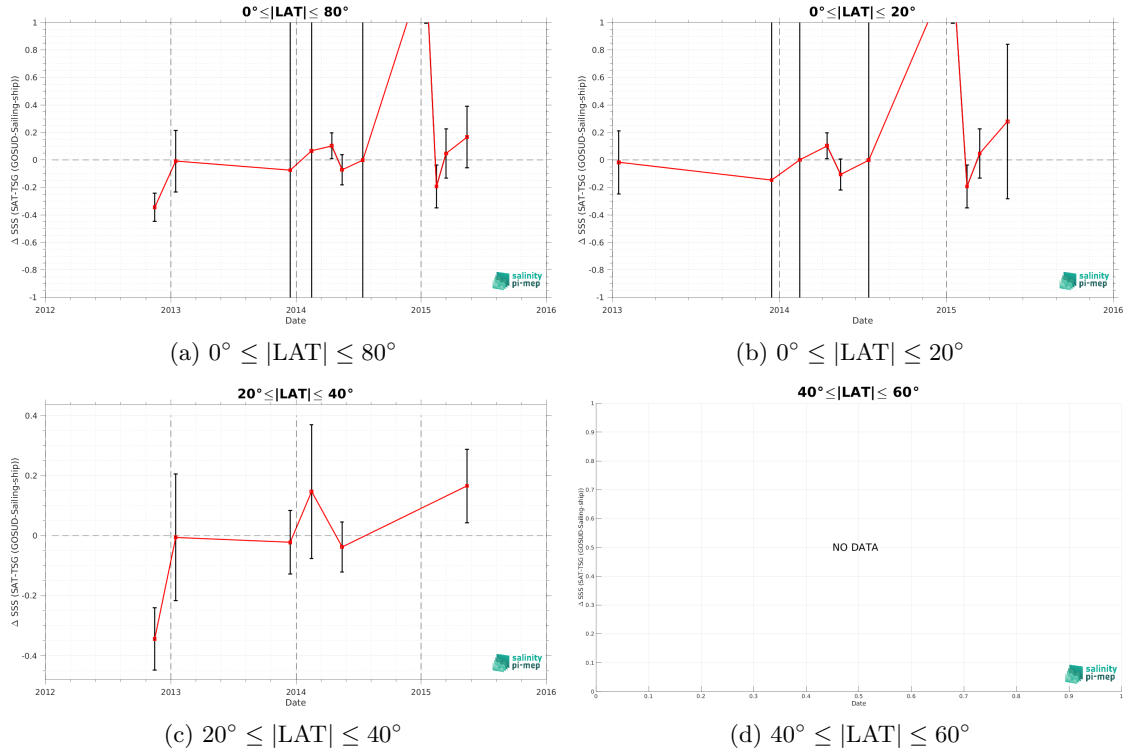 0°≤|LAT|≤ 80°
1
0.8
0.6
0.4
0.2
0
-0.2
-0.4
-0.6
-0.8
-1
Δ SSS (SAT-TSG (GOSUD-Sailing-ship))
2012
2013
2014
2015
2016
Date
salinity
pi-mep
(a) 0° ≤ |LAT| ≤ 80°
0°≤|LAT|≤ 20°
1
0.8
0.6
0.4
0.2
0
-0.2
-0.4
-0.6
-0.8
-1
Δ SSS (SAT-TSG (GOSUD-Sailing-ship))
2013
2014
2015
2016
Date
salinity
pi-mep
(b) 0° ≤ |LAT| ≤ 20°
20°≤|LAT|≤ 40°
0.4
0.2
0
-0.2
-0.4
Δ SSS (SAT-TSG (GOSUD-Sailing-ship))
2012
2013
2014
2015
2016
Date
salinity
pi-mep
(c) 20° ≤ |LAT| ≤ 40°
40°≤|LAT|≤ 60°
1
0.9
0.8
0.7
0.6
0.5
0.4
0.3
0.2
0.1
0
Δ SSS (SAT-TSG (GOSUD-Sailing-ship))
NO DATA
0
0.1
0.2
0.3
0.4
0.5
0.6
0.7
0.8
0.9
1
Date
salinity
pi-mep
(d) 40° ≤ |LAT| ≤ 60°